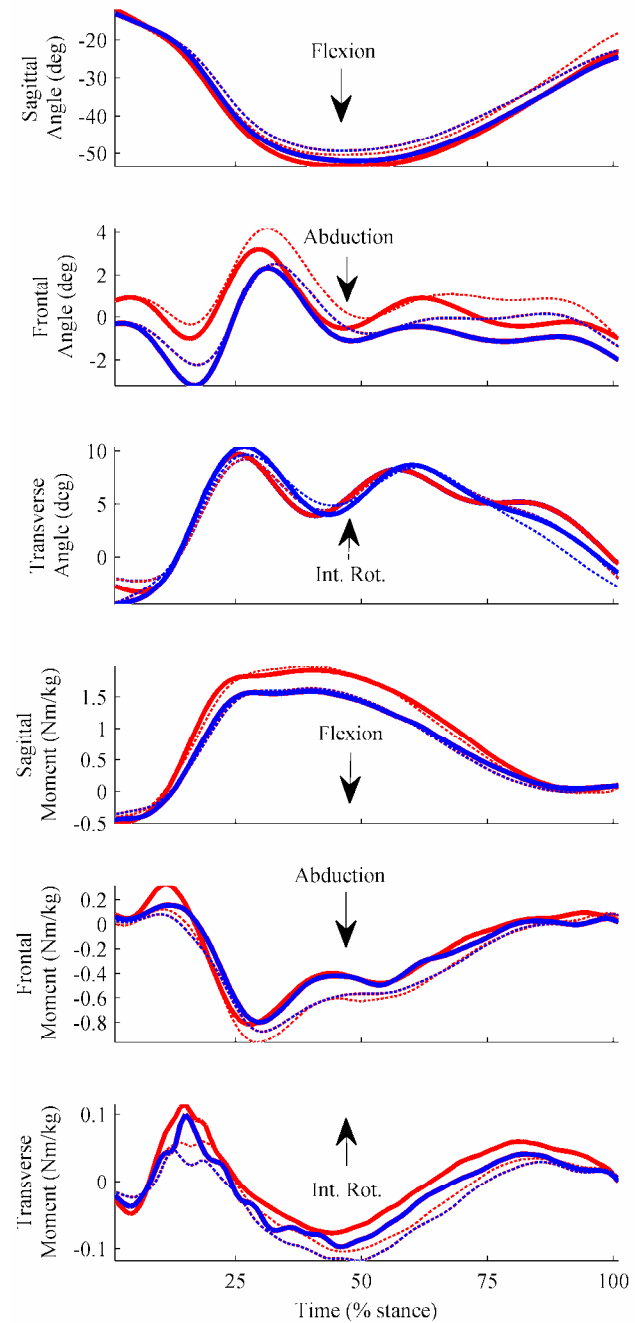 Sagittal
Angle (deg)
-20
-30
-40
-50
Flexion
Frontal
Angle (deg)
4
2
0
-2
Abduction
Transverse
Angle (deg)
10
5
0
Int. Rot.
Sagittal
Moment (Nm/kg)
1.5
1
0.5
0
-0.5
Flexion
Frontal
Moment (Nm/kg)
0.2
0
-0.2
-0.4
-0.6
-0.8
Abduction
Transverse
Moment (Nm/kg)
0.1
0
-0.1
Int. Rot.
25
50
75
100
Time (% stance)